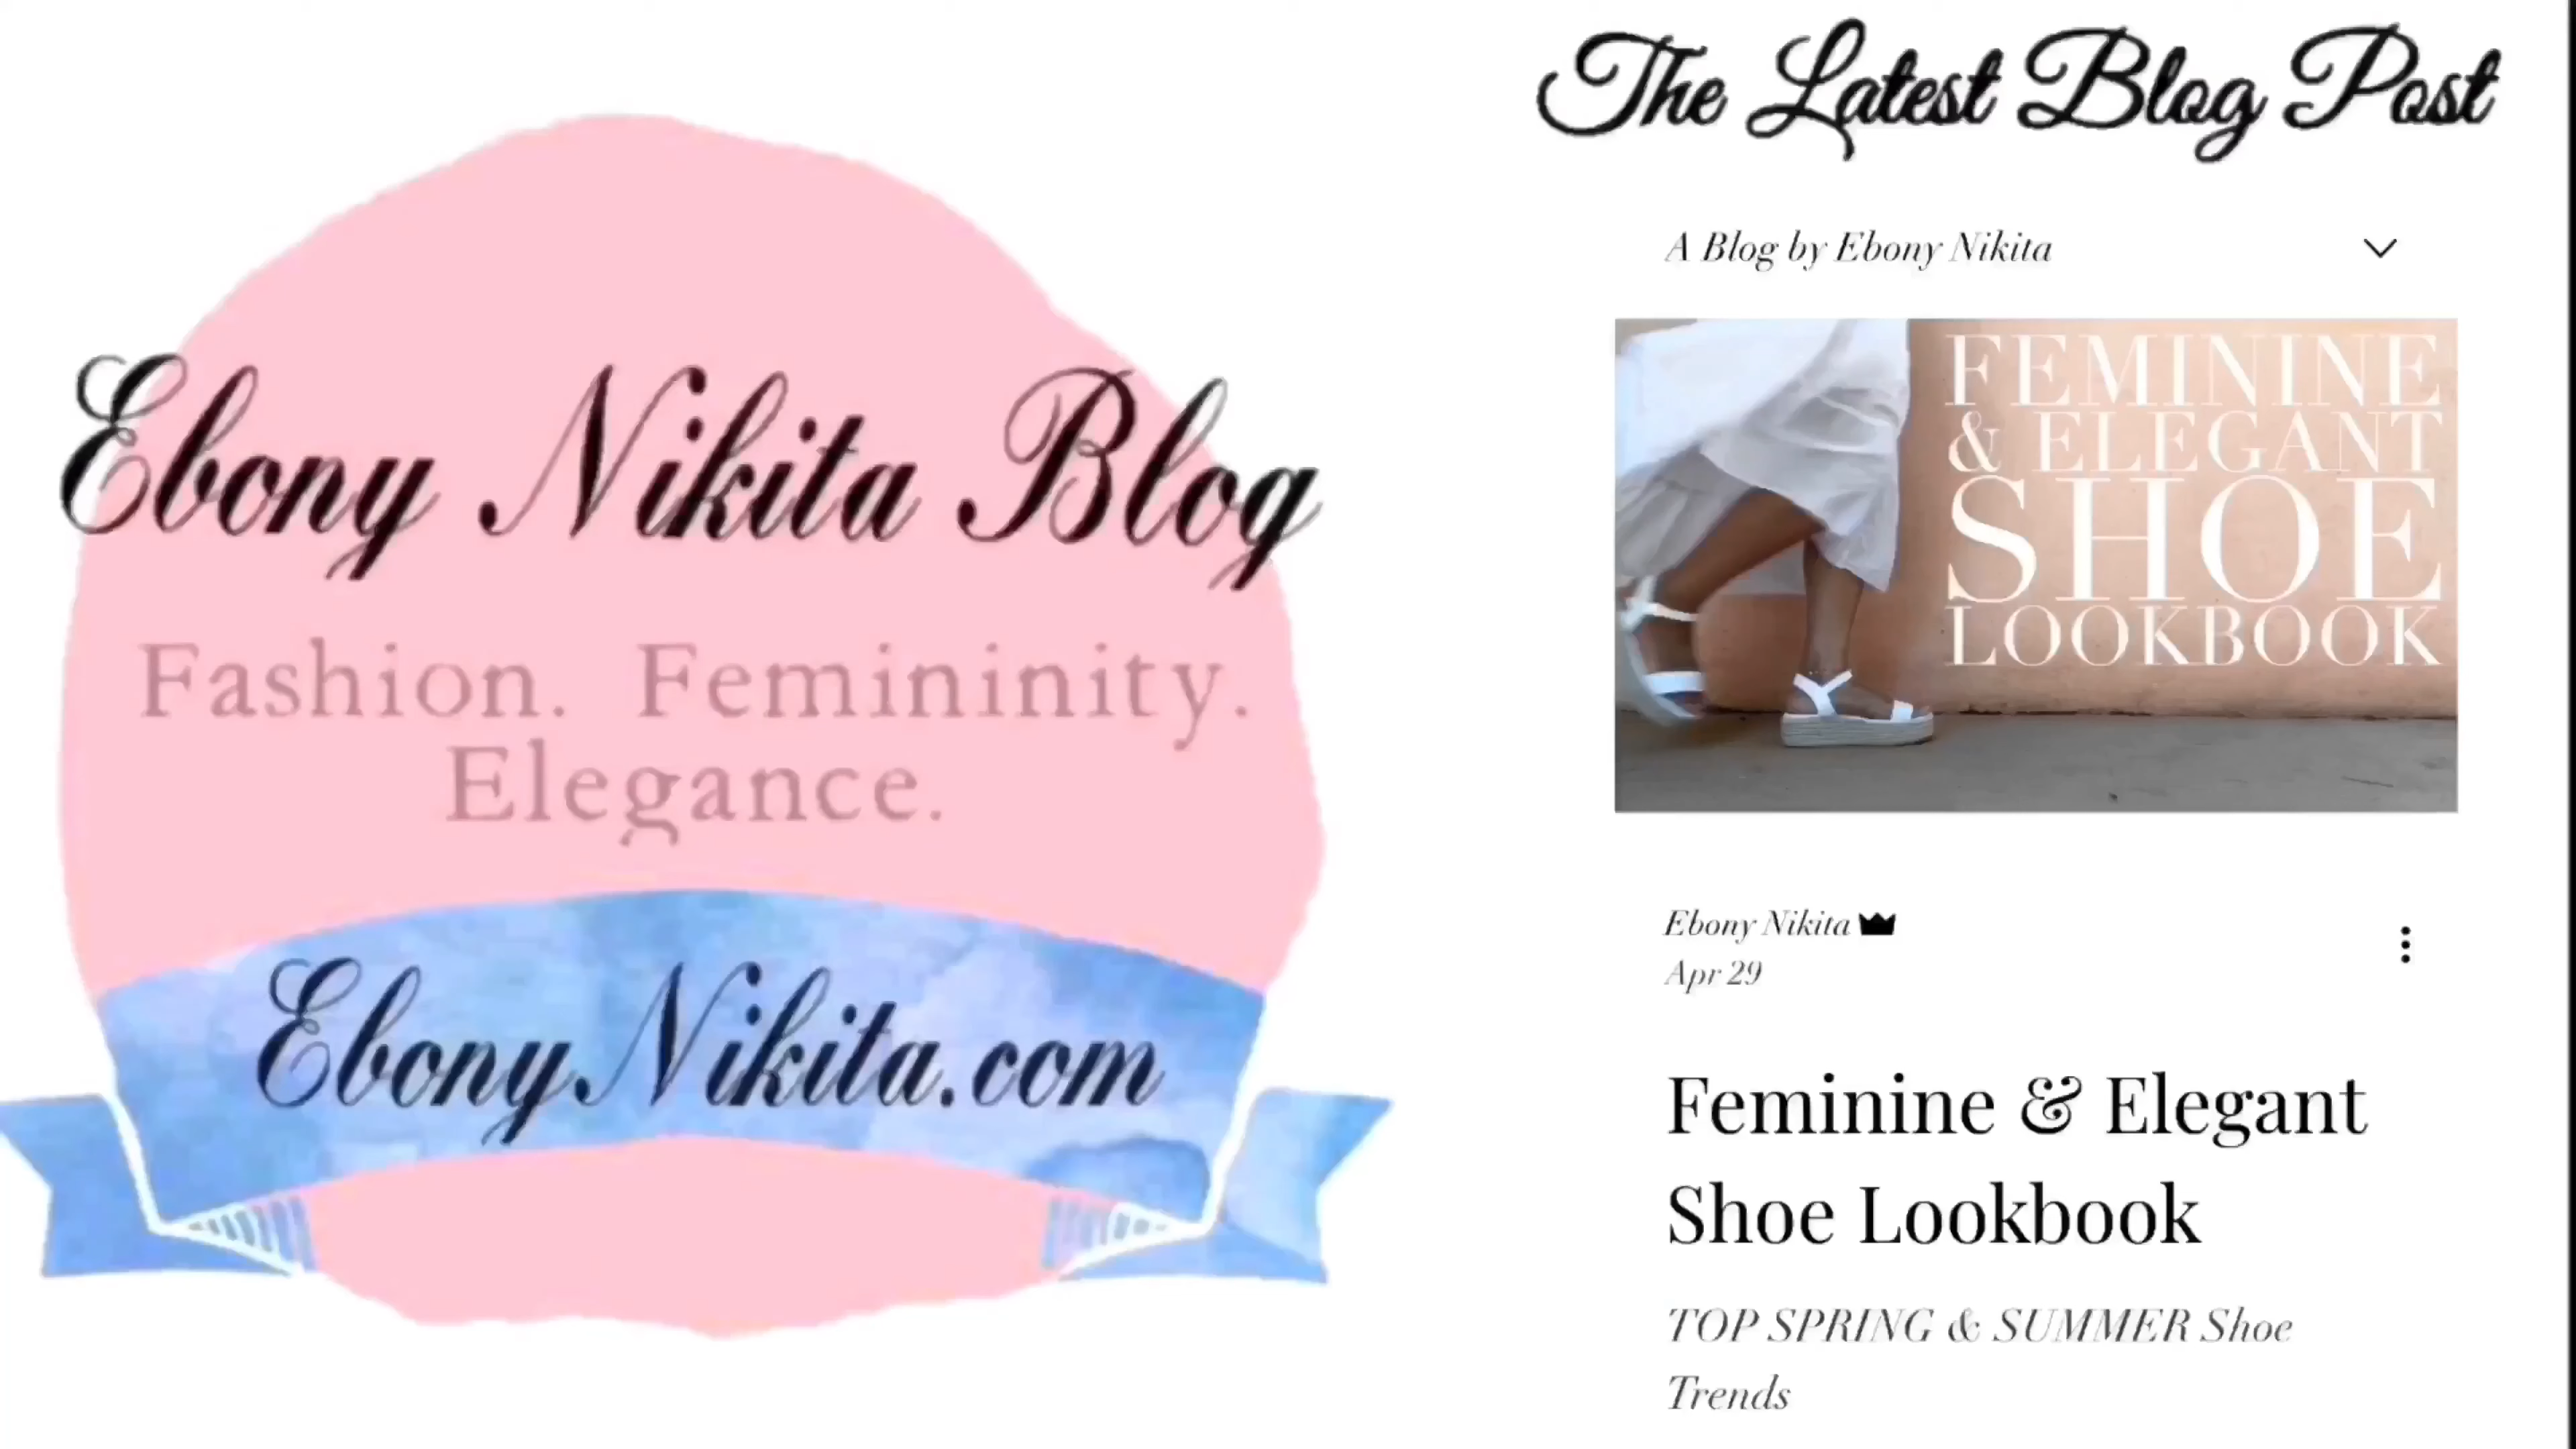 Ebony Nikita Blog
Fashion. Femininity.
Elegance.
EbonyNikita.com
The Latest Blog Post
A Blog by Ebony Nikita
FEMININE
& ELEGANT
SHOE
LOOKBOOK
Ebony Nikita
Apr 29
Feminine & Elegant
Shoe Lookbook
TOP SPRING & SUMMER Shoe
Trends